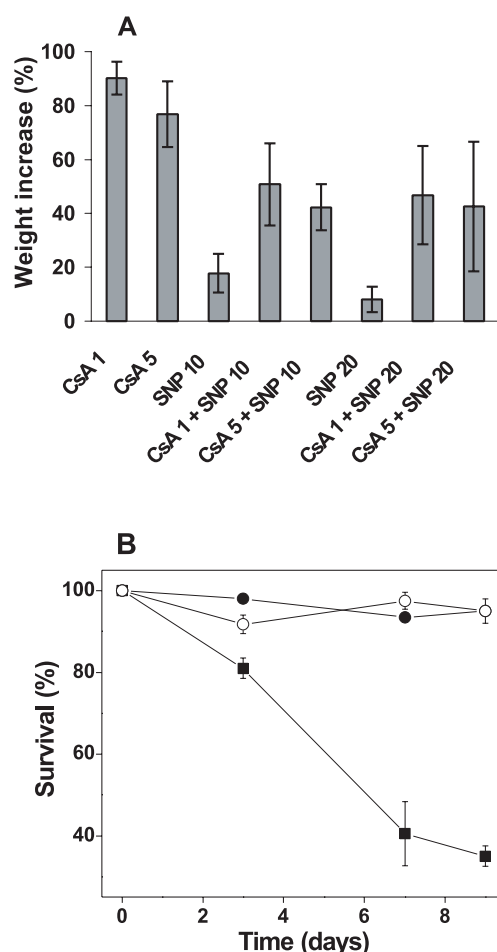 A
Weight increase (%)
100
80
60
40
20
0
CsA 1
CsA 5
SNP 10
CsA 1 + SNP 10
CsA 5 + SNP 10
SNP 20
CsA 1 + SNP 20
CsA 5 + SNP 20
B
Survival (%)
100
80
60
40
0
2
4
6
8
Time (days)